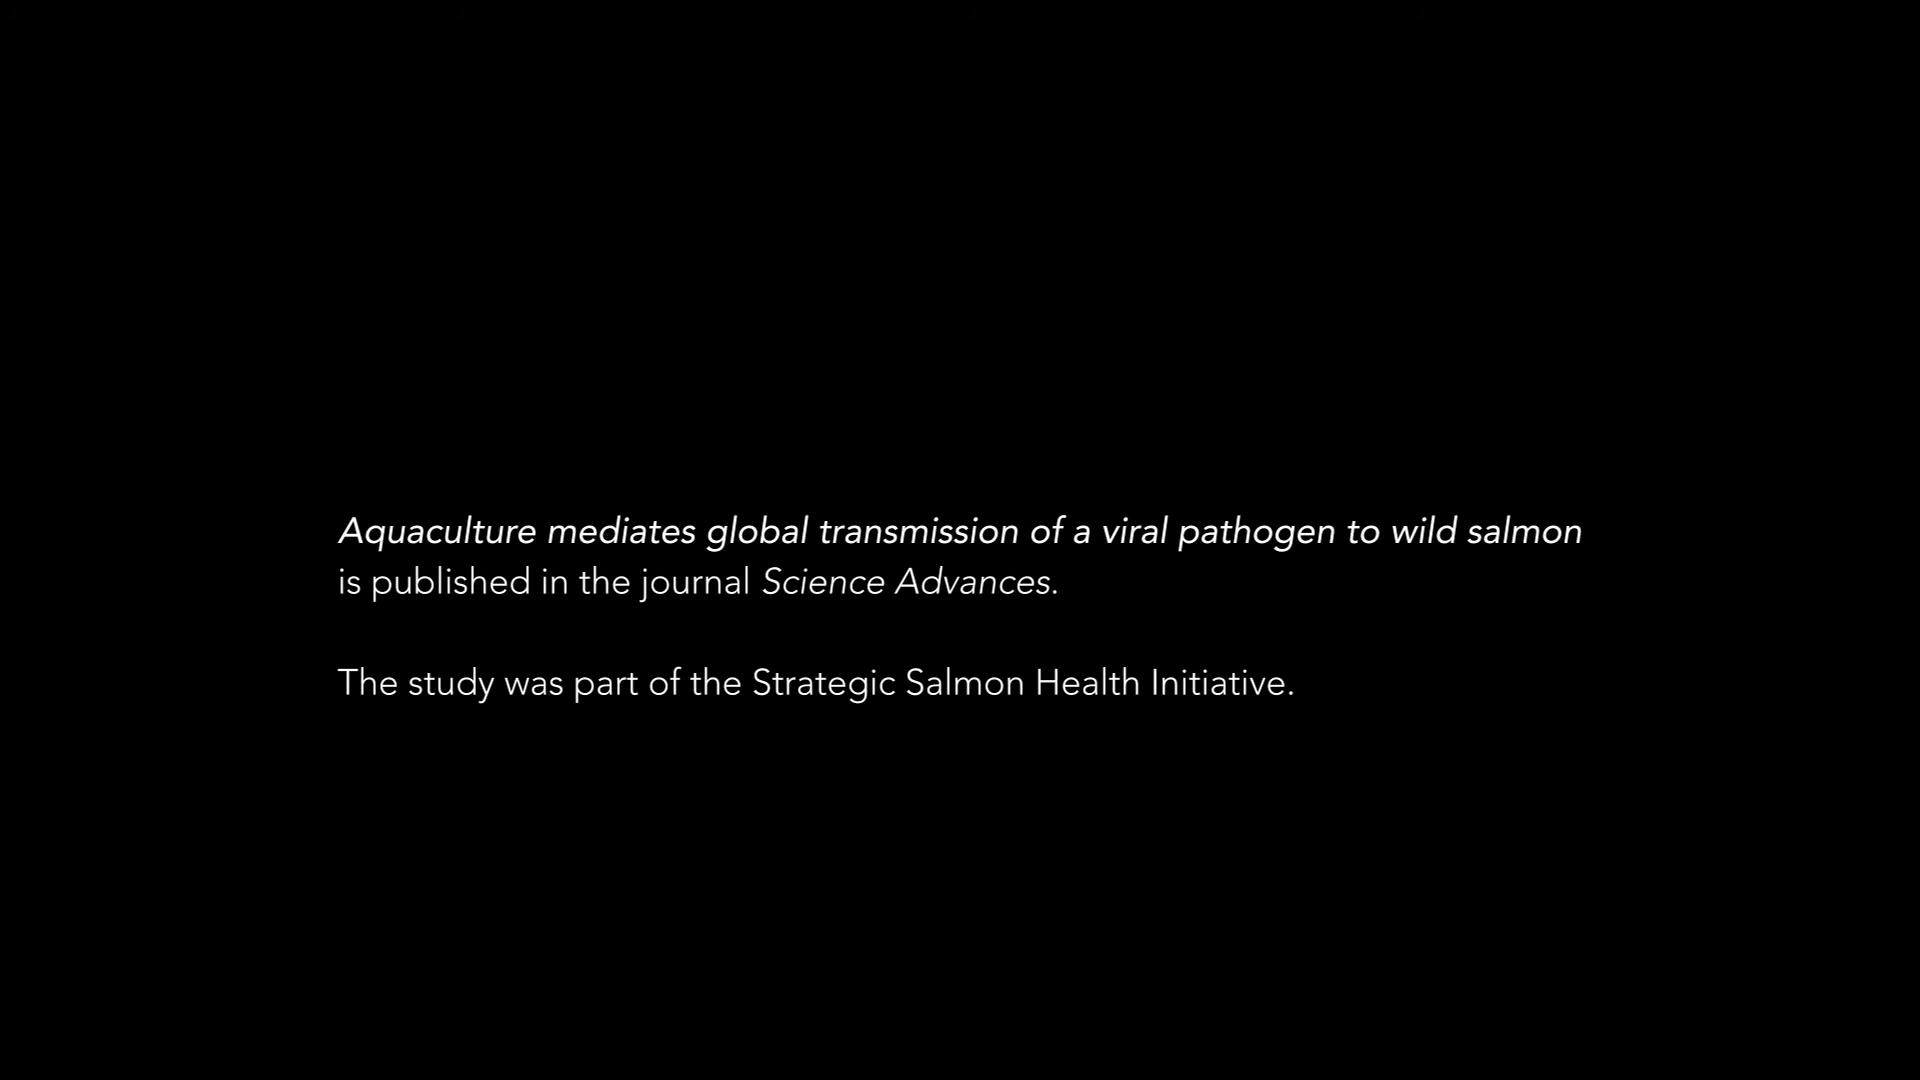 Aquaculture mediates global transmission of a viral pathogen to wild salmon
is published in the journal Science Advances.
The study was part of the Strategic Salmon Health Initiative.